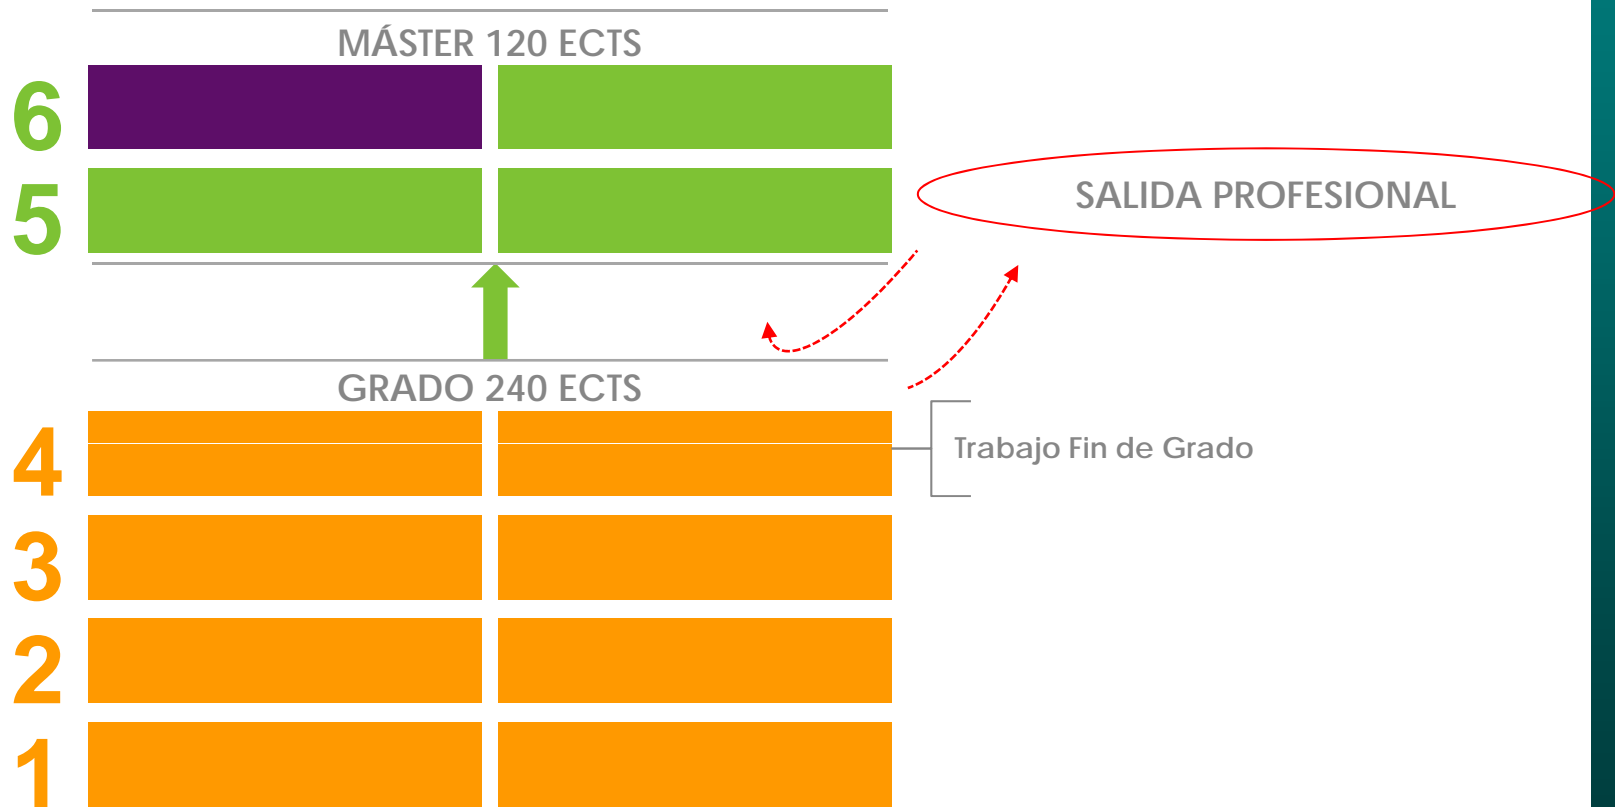 MÁSTER 120 ECTS
6
5
SALIDA PROFESIONAL
GRADO 240 ECTS
4
Trabajo Fin de Grado
3
2
1